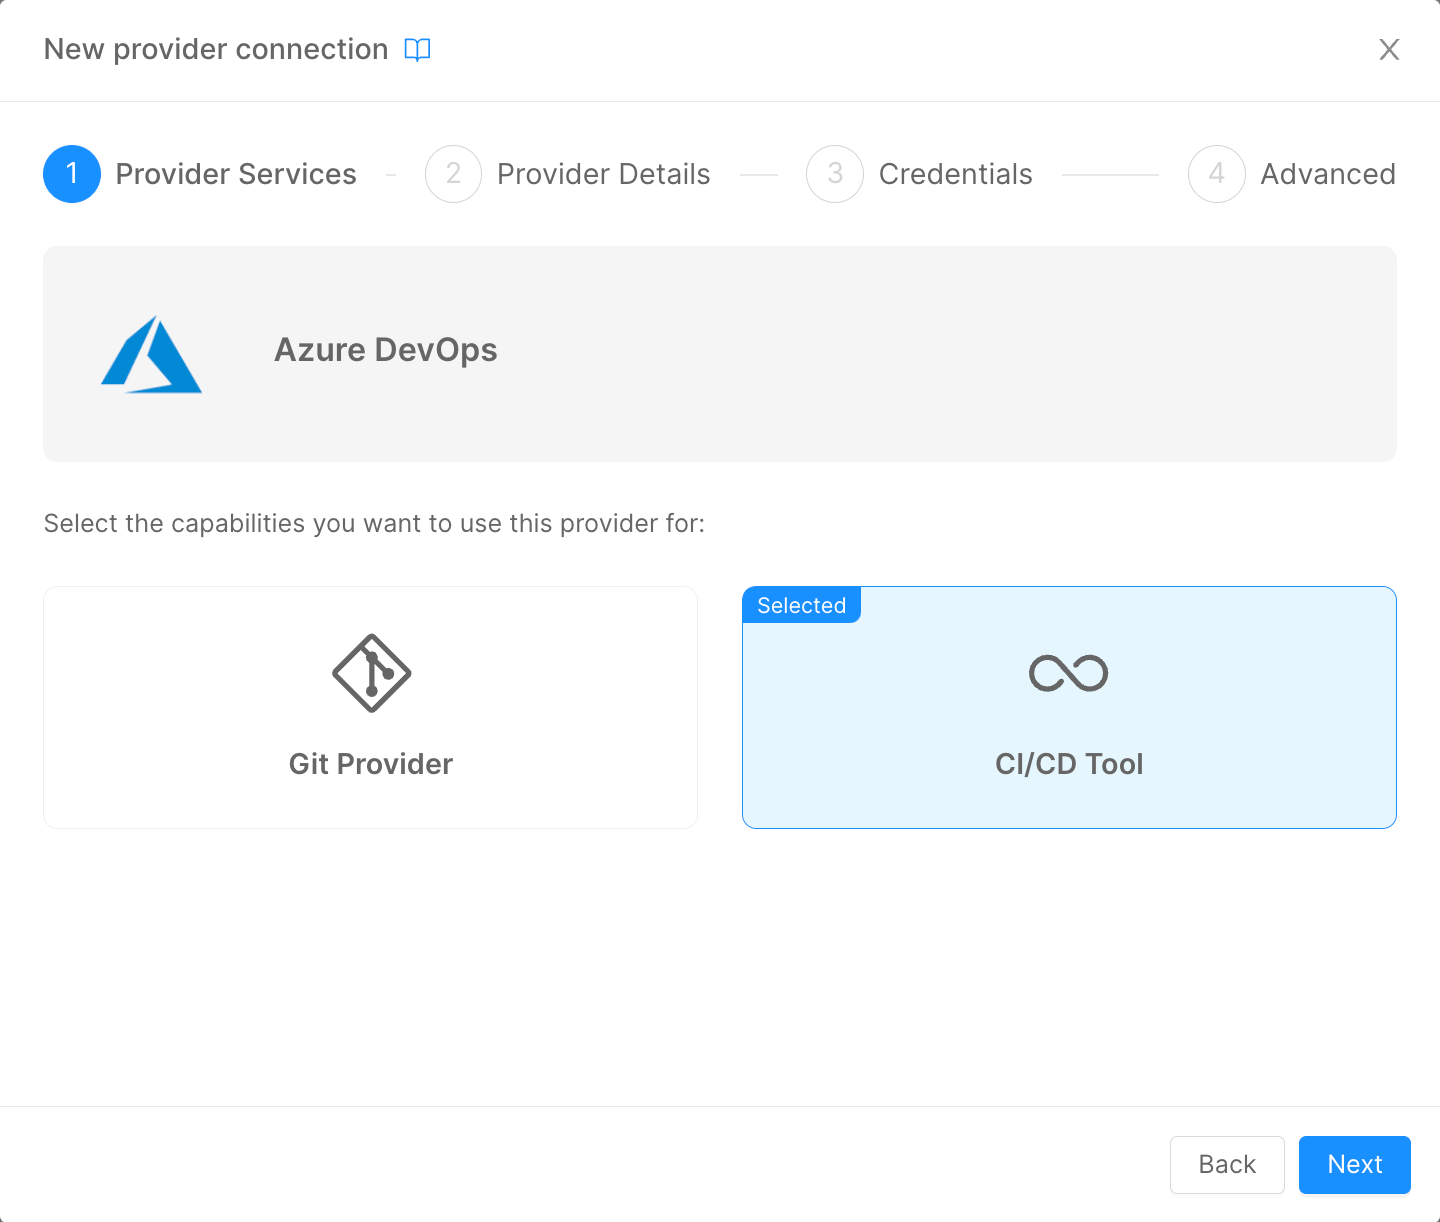 New provider connection
1 Provider Services
2 Provider Details
3 Credentials
4 Advanced
Azure DevOps
Select the capabilities you want to use this provider for:
Git Provider
Selected
CI/CD Tool
Back
Next